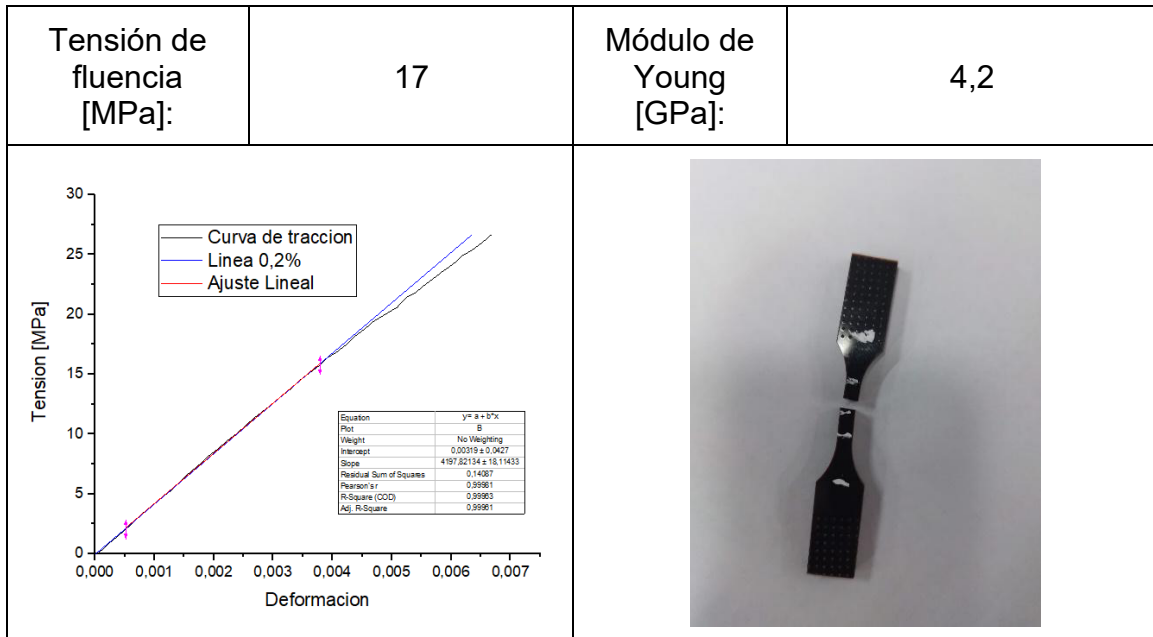 Tensión de
fluencia
[MPa]:
17
Módulo de
Young
[GPa]:
4,2
30
25
20
15
10
5
0
Tension [MPa]
Curva de traccion
Linea 0,2%
Ajuste Lineal
Equation y= a + b*x
Plot B
Weight No Weighting
Intercept 0,00319 ± 0,0427
Slope 4197,82134 ± 18,11433
Residual Sum of Squares 0,14087
Pearson's r 0,99981
R-Square (COD) 0,99963
Adj. R-Square 0,99961
0,000 0,001 0,002 0,003 0,004 0,005 0,006 0,007
Deformacion